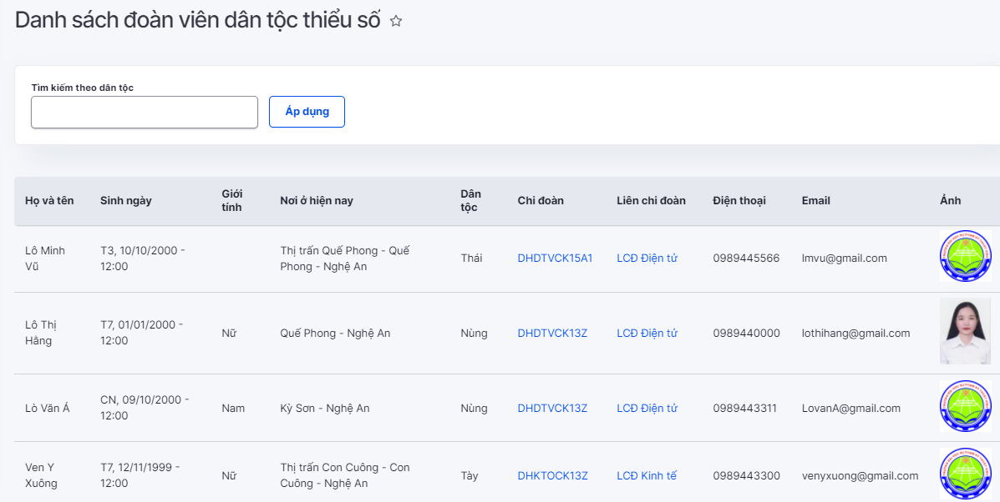 Danh sách đoàn viên dân tộc thiểu số
Tìm kiếm theo dân tộc
Áp dụng
Họ và tên Sinh ngày Giới tính Nơi ở hiện nay Dân tộc Chi đoàn Liên chi đoàn Điện thoại Email Ảnh
Lô Minh Vũ T3, 10/10/2000 - 12:00 Thị trấn Quế Phong - Quế Phong - Nghệ An Thái DHDTVCK15A1 LCĐ Điện tử 0989445566 lmvu@gmail.com
Lô Thị Hằng T7, 01/01/2000 - 12:00 Nữ Quế Phong - Nghệ An Nùng DHDTVCK13Z LCĐ Điện tử 0989440000 lothihang@gmail.com
Lò Văn Á CN, 09/10/2000 - 12:00 Nam Kỳ Sơn - Nghệ An Nùng DHDTVCK13Z LCĐ Điện tử 0989443311 LovanA@gmail.com
Ven Y Xuông T7, 12/11/1999 - 12:00 Nữ Thị trấn Con Cuông - Con Cuông - Nghệ An Tày DHKTOCK13Z LCĐ Kinh tế 0989443300 venyxuong@gmail.com